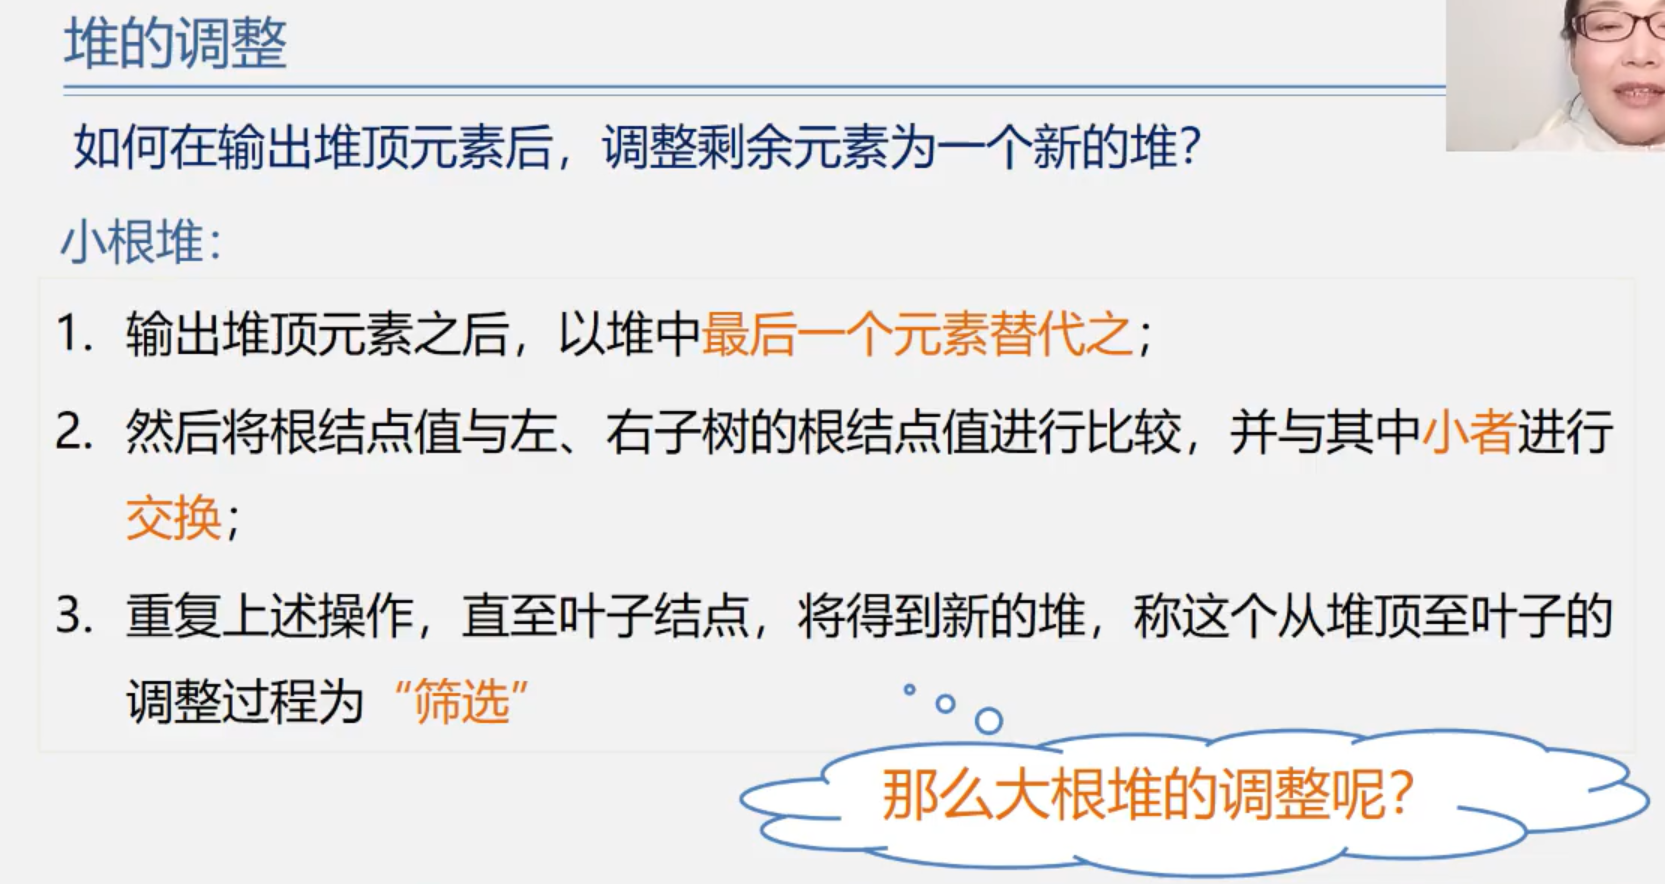 堆的调整
如何在输出堆顶元素后，调整剩余元素为一个新的堆？
小根堆：
1. 输出堆顶元素之后，以堆中最后一个元素替代之；
2. 然后将根结点值与左、右子树的根结点值进行比较，并与其中小者进行
交换；
3. 重复上述操作，直至叶子结点，将得到新的堆，称这个从堆顶至叶子的
调整过程为“筛选”
那么大根堆的调整呢？